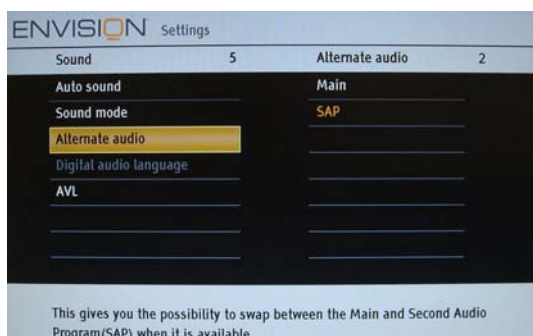 ENVISION Settings
Sound 5
Auto sound
Sound mode
Alternate audio
Digital audio language
AVL
Alternate audio 2
Main
SAP
This gives you the possibility to swap between the Main and Second Audio
Program(SAP) when it is available